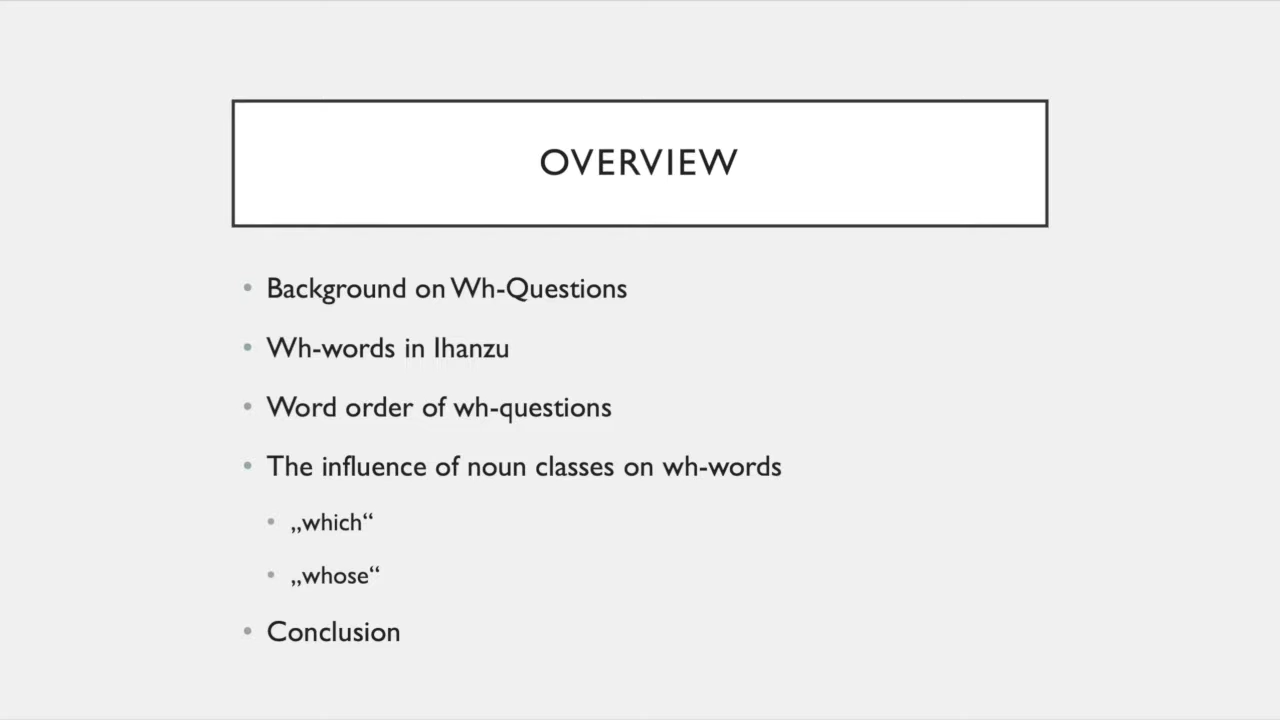 OVERVIEW
• Background on Wh-Questions
• Wh-words in Ihanzu
• Word order of wh-questions
• The influence of noun classes on wh-words
• „which“
• „whose“
• Conclusion